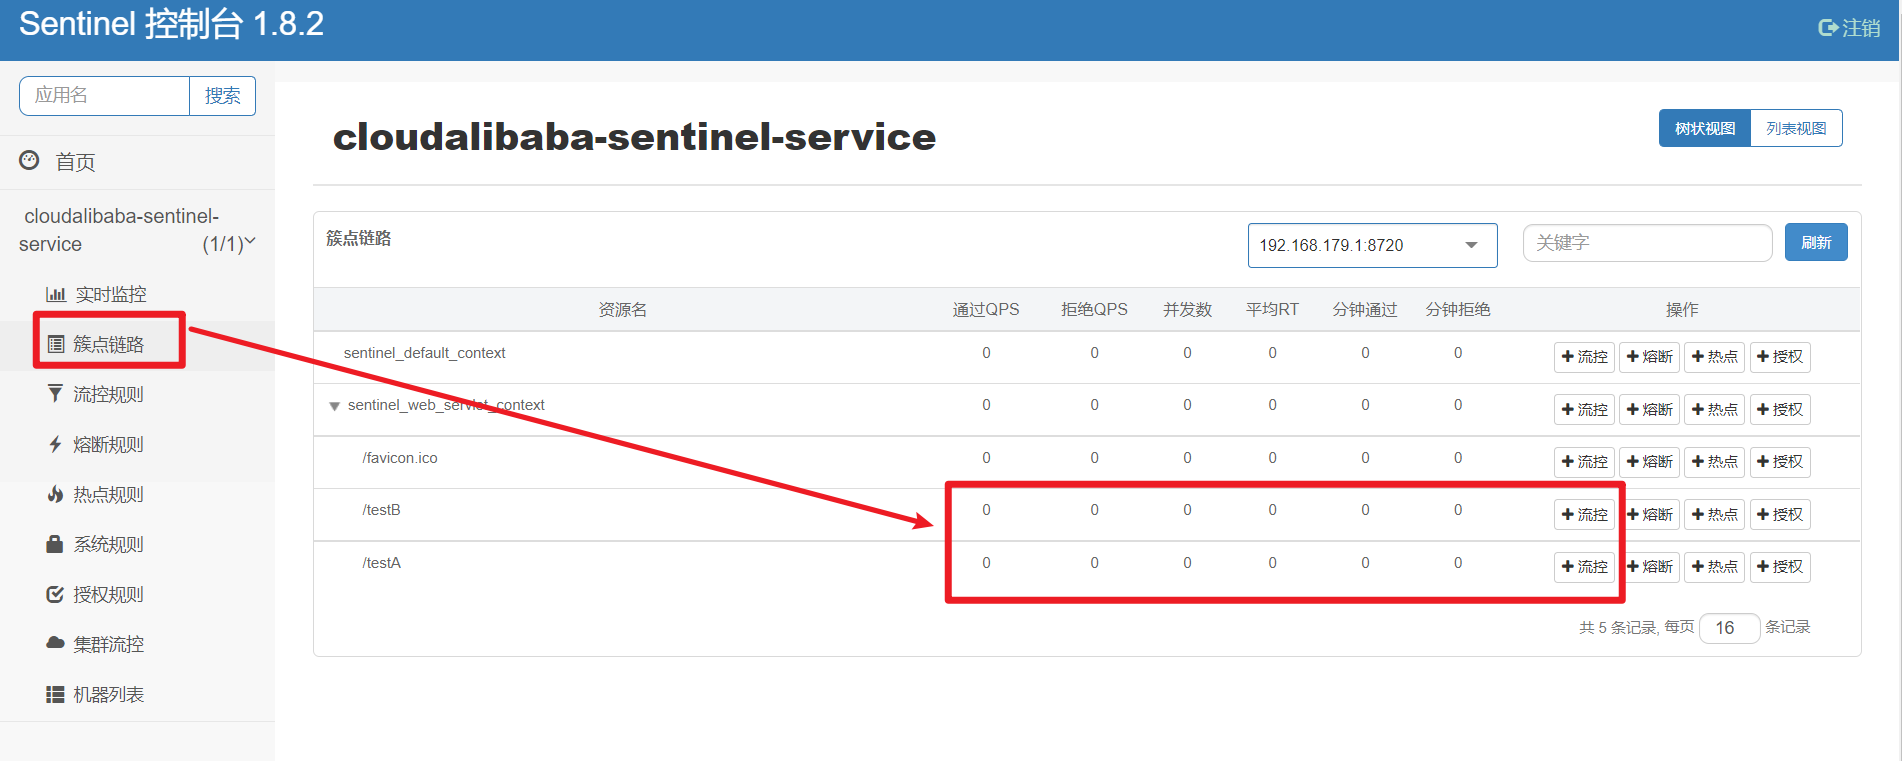 Sentinel 控制台 1.8.2
注销
应用名
搜索
首页
cloudalibaba-sentinel-
service
(1/1)
实时监控
簇点链路
流控规则
熔断规则
热点规则
系统规则
授权规则
集群流控
机器列表
cloudalibaba-sentinel-service
树状视图
列表视图
簇点链路
192.168.179.1:8720
关键字
刷新
资源名 通过QPS 拒绝QPS 并发数 平均RT 分钟通过 分钟拒绝 操作
sentinel_default_context 0 0 0 0 0 0 +流控 +熔断 +热点 +授权
sentinel_web_servlet_context 0 0 0 0 0 0 +流控 +熔断 +热点 +授权
/favicon.ico 0 0 0 0 0 0 +流控 +熔断 +热点 +授权
/testB 0 0 0 0 0 0 +流控 +熔断 +热点 +授权
/testA 0 0 0 0 0 0 +流控 +熔断 +热点 +授权
共 5 条记录, 每页 16 条记录